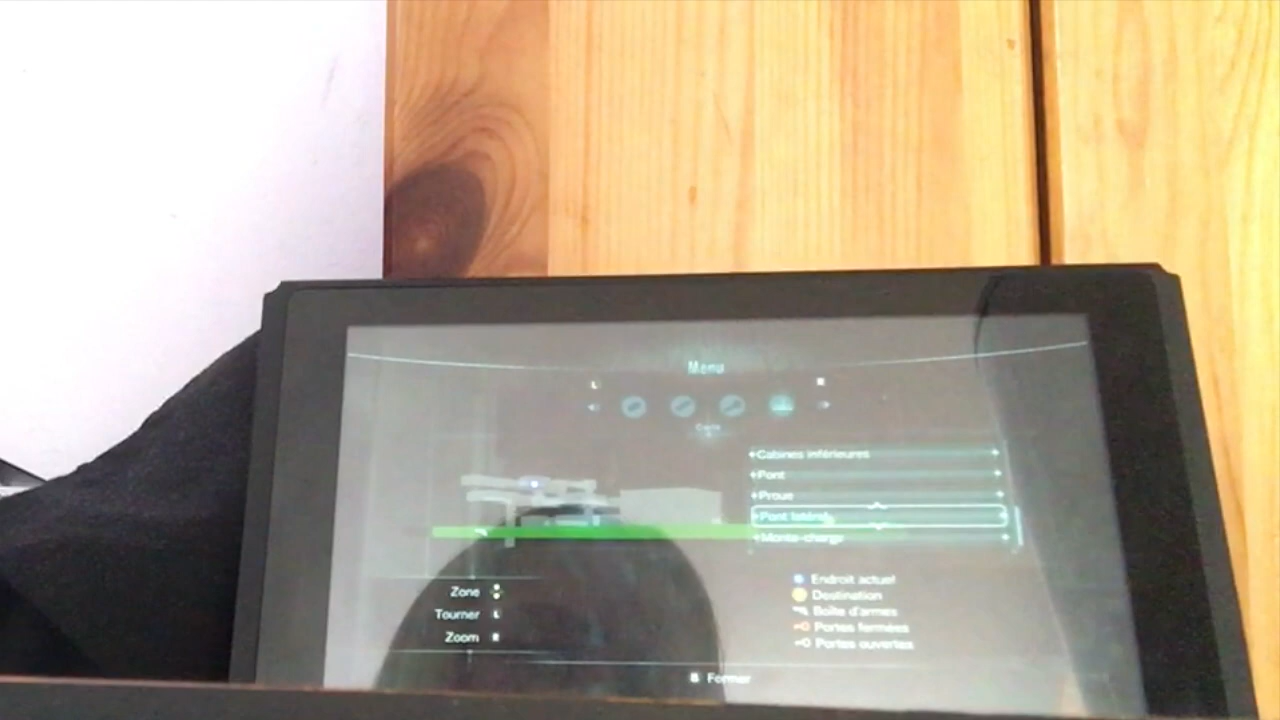 Menu
L
R
Carte
Cabines inférieures
Pont
Proue
Pont latéral
Monte-charge
Zone
Tourner L
Zoom R
Endroit actuel
Destination
Boîte d'armes
Portes fermées
Portes ouvertes
B Fermer